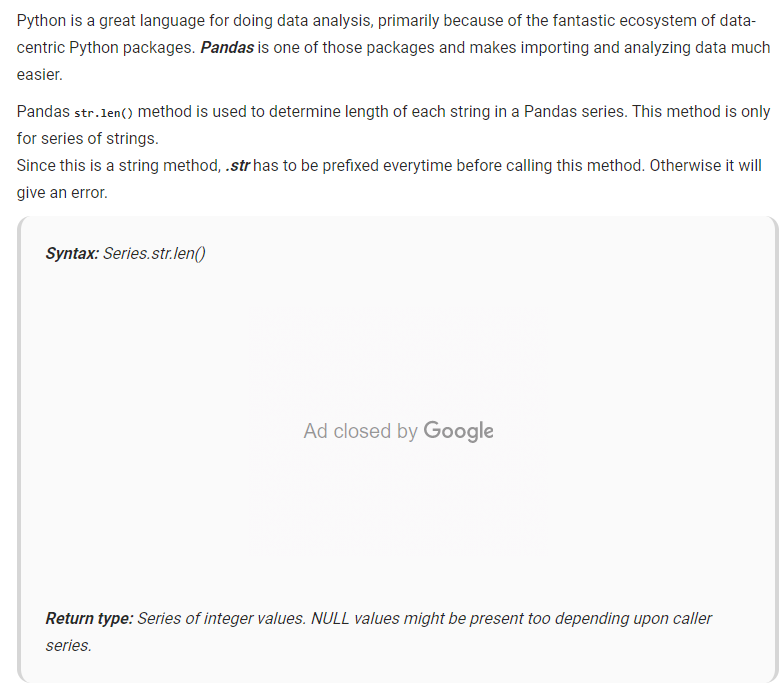 Python is a great language for doing data analysis, primarily because of the fantastic ecosystem of data-
centric Python packages. Pandas is one of those packages and makes importing and analyzing data much
easier.
Pandas str.len() method is used to determine length of each string in a Pandas series. This method is only
for series of strings.
Since this is a string method, .str has to be prefixed everytime before calling this method. Otherwise it will
give an error.
Syntax: Series.str.len()
Ad closed by Google
Return type: Series of integer values. NULL values might be present too depending upon caller
series.